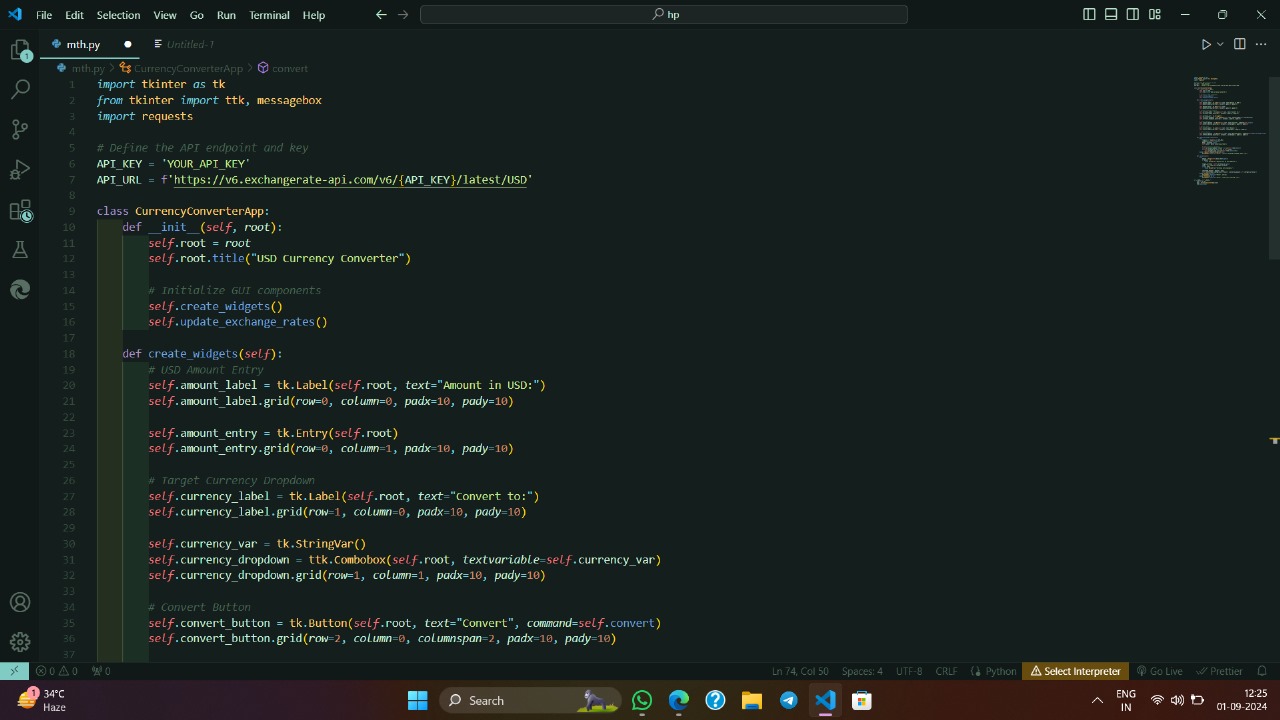 File Edit Selection View Go Run Terminal Help
hp
mth.py
Untitled-1
mth.py > CurrencyConverterApp > convert
1 import tkinter as tk
2 from tkinter import ttk, messagebox
3 import requests
4
5 # Define the API endpoint and key
6 API_KEY = 'YOUR_API_KEY'
7 API_URL = f'https://v6.exchangerate-api.com/v6/{API_KEY}/latest/USD'
8
9 class CurrencyConverterApp:
10 def __init__(self, root):
11 self.root = root
12 self.root.title("USD Currency Converter")
13
14 # Initialize GUI components
15 self.create_widgets()
16 self.update_exchange_rates()
17
18 def create_widgets(self):
19 # USD Amount Entry
20 self.amount_label = tk.Label(self.root, text="Amount in USD:")
21 self.amount_label.grid(row=0, column=0, padx=10, pady=10)
22
23 self.amount_entry = tk.Entry(self.root)
24 self.amount_entry.grid(row=0, column=1, padx=10, pady=10)
25
26 # Target Currency Dropdown
27 self.currency_label = tk.Label(self.root, text="Convert to:")
28 self.currency_label.grid(row=1, column=0, padx=10, pady=10)
29
30 self.currency_var = tk.StringVar()
31 self.currency_dropdown = ttk.Combobox(self.root, textvariable=self.currency_var)
32 self.currency_dropdown.grid(row=1, column=1, padx=10, pady=10)
33
34 # Convert Button
35 self.convert_button = tk.Button(self.root, text="Convert", command=self.convert)
36 self.convert_button.grid(row=2, column=0, columnspan=2, padx=10, pady=10)
37
1
0 0 0 Ln 74, Col 50 Spaces: 4 UTF-8 CRLF Python Select Interpreter Go Live Prettier
1 34°C
Haze
Search
ENG
IN
12:25
01-09-2024